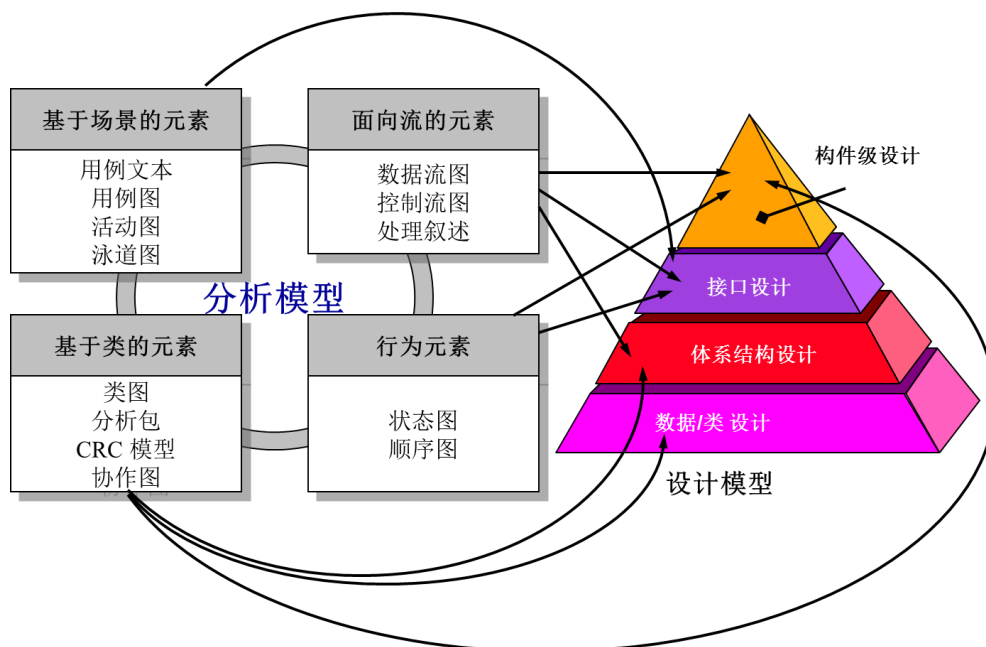 基于场景的元素
用例文本
用例图
活动图
泳道图
面向流的元素
数据流图
控制流图
处理叙述
分析模型
基于类的元素
类图
分析包
CRC 模型
协作图
行为元素
状态图
顺序图
构件级设计
接口设计
体系结构设计
数据/类 设计
设计模型